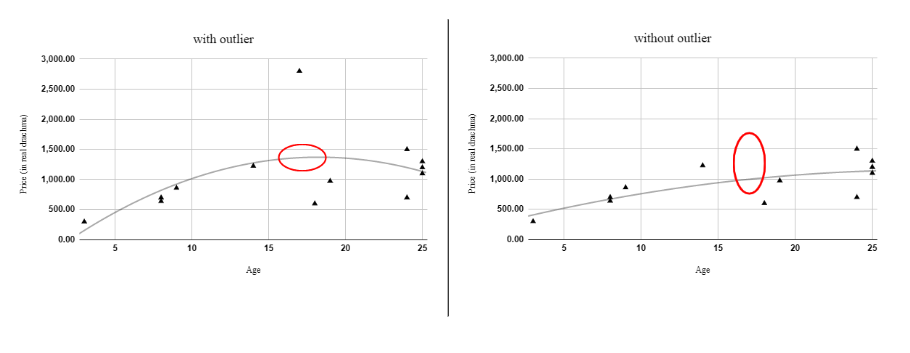 with outlier
Price (in real drachma)
3,000.00
2,500.00
2,000.00
1,500.00
1,000.00
500.00
0.00
5 10 15 20 25
Age
without outlier
Price (in real drachma)
3,000.00
2,500.00
2,000.00
1,500.00
1,000.00
500.00
0.00
5 10 15 20 25
Age